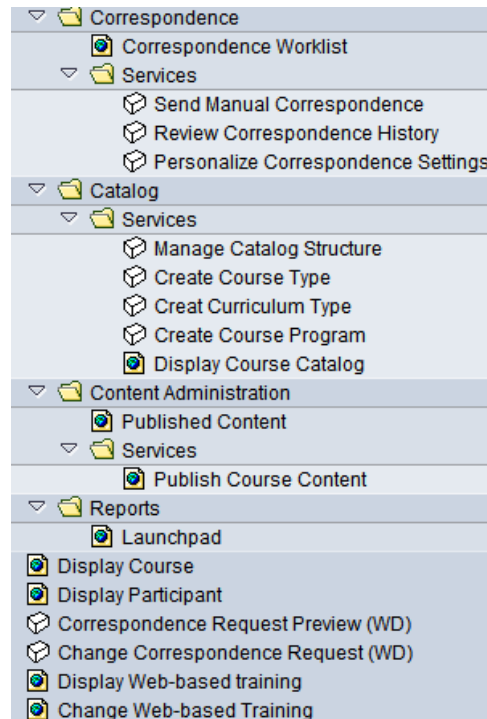 Correspondence
Correspondence Worklist
Services
Send Manual Correspondence
Review Correspondence History
Personalize Correspondence Settings
Catalog
Services
Manage Catalog Structure
Create Course Type
Creat Curriculum Type
Create Course Program
Display Course Catalog
Content Administration
Published Content
Services
Publish Course Content
Reports
Launchpad
Display Course
Display Participant
Correspondence Request Preview (WD)
Change Correspondence Request (WD)
Display Web-based training
Change Web-based Training